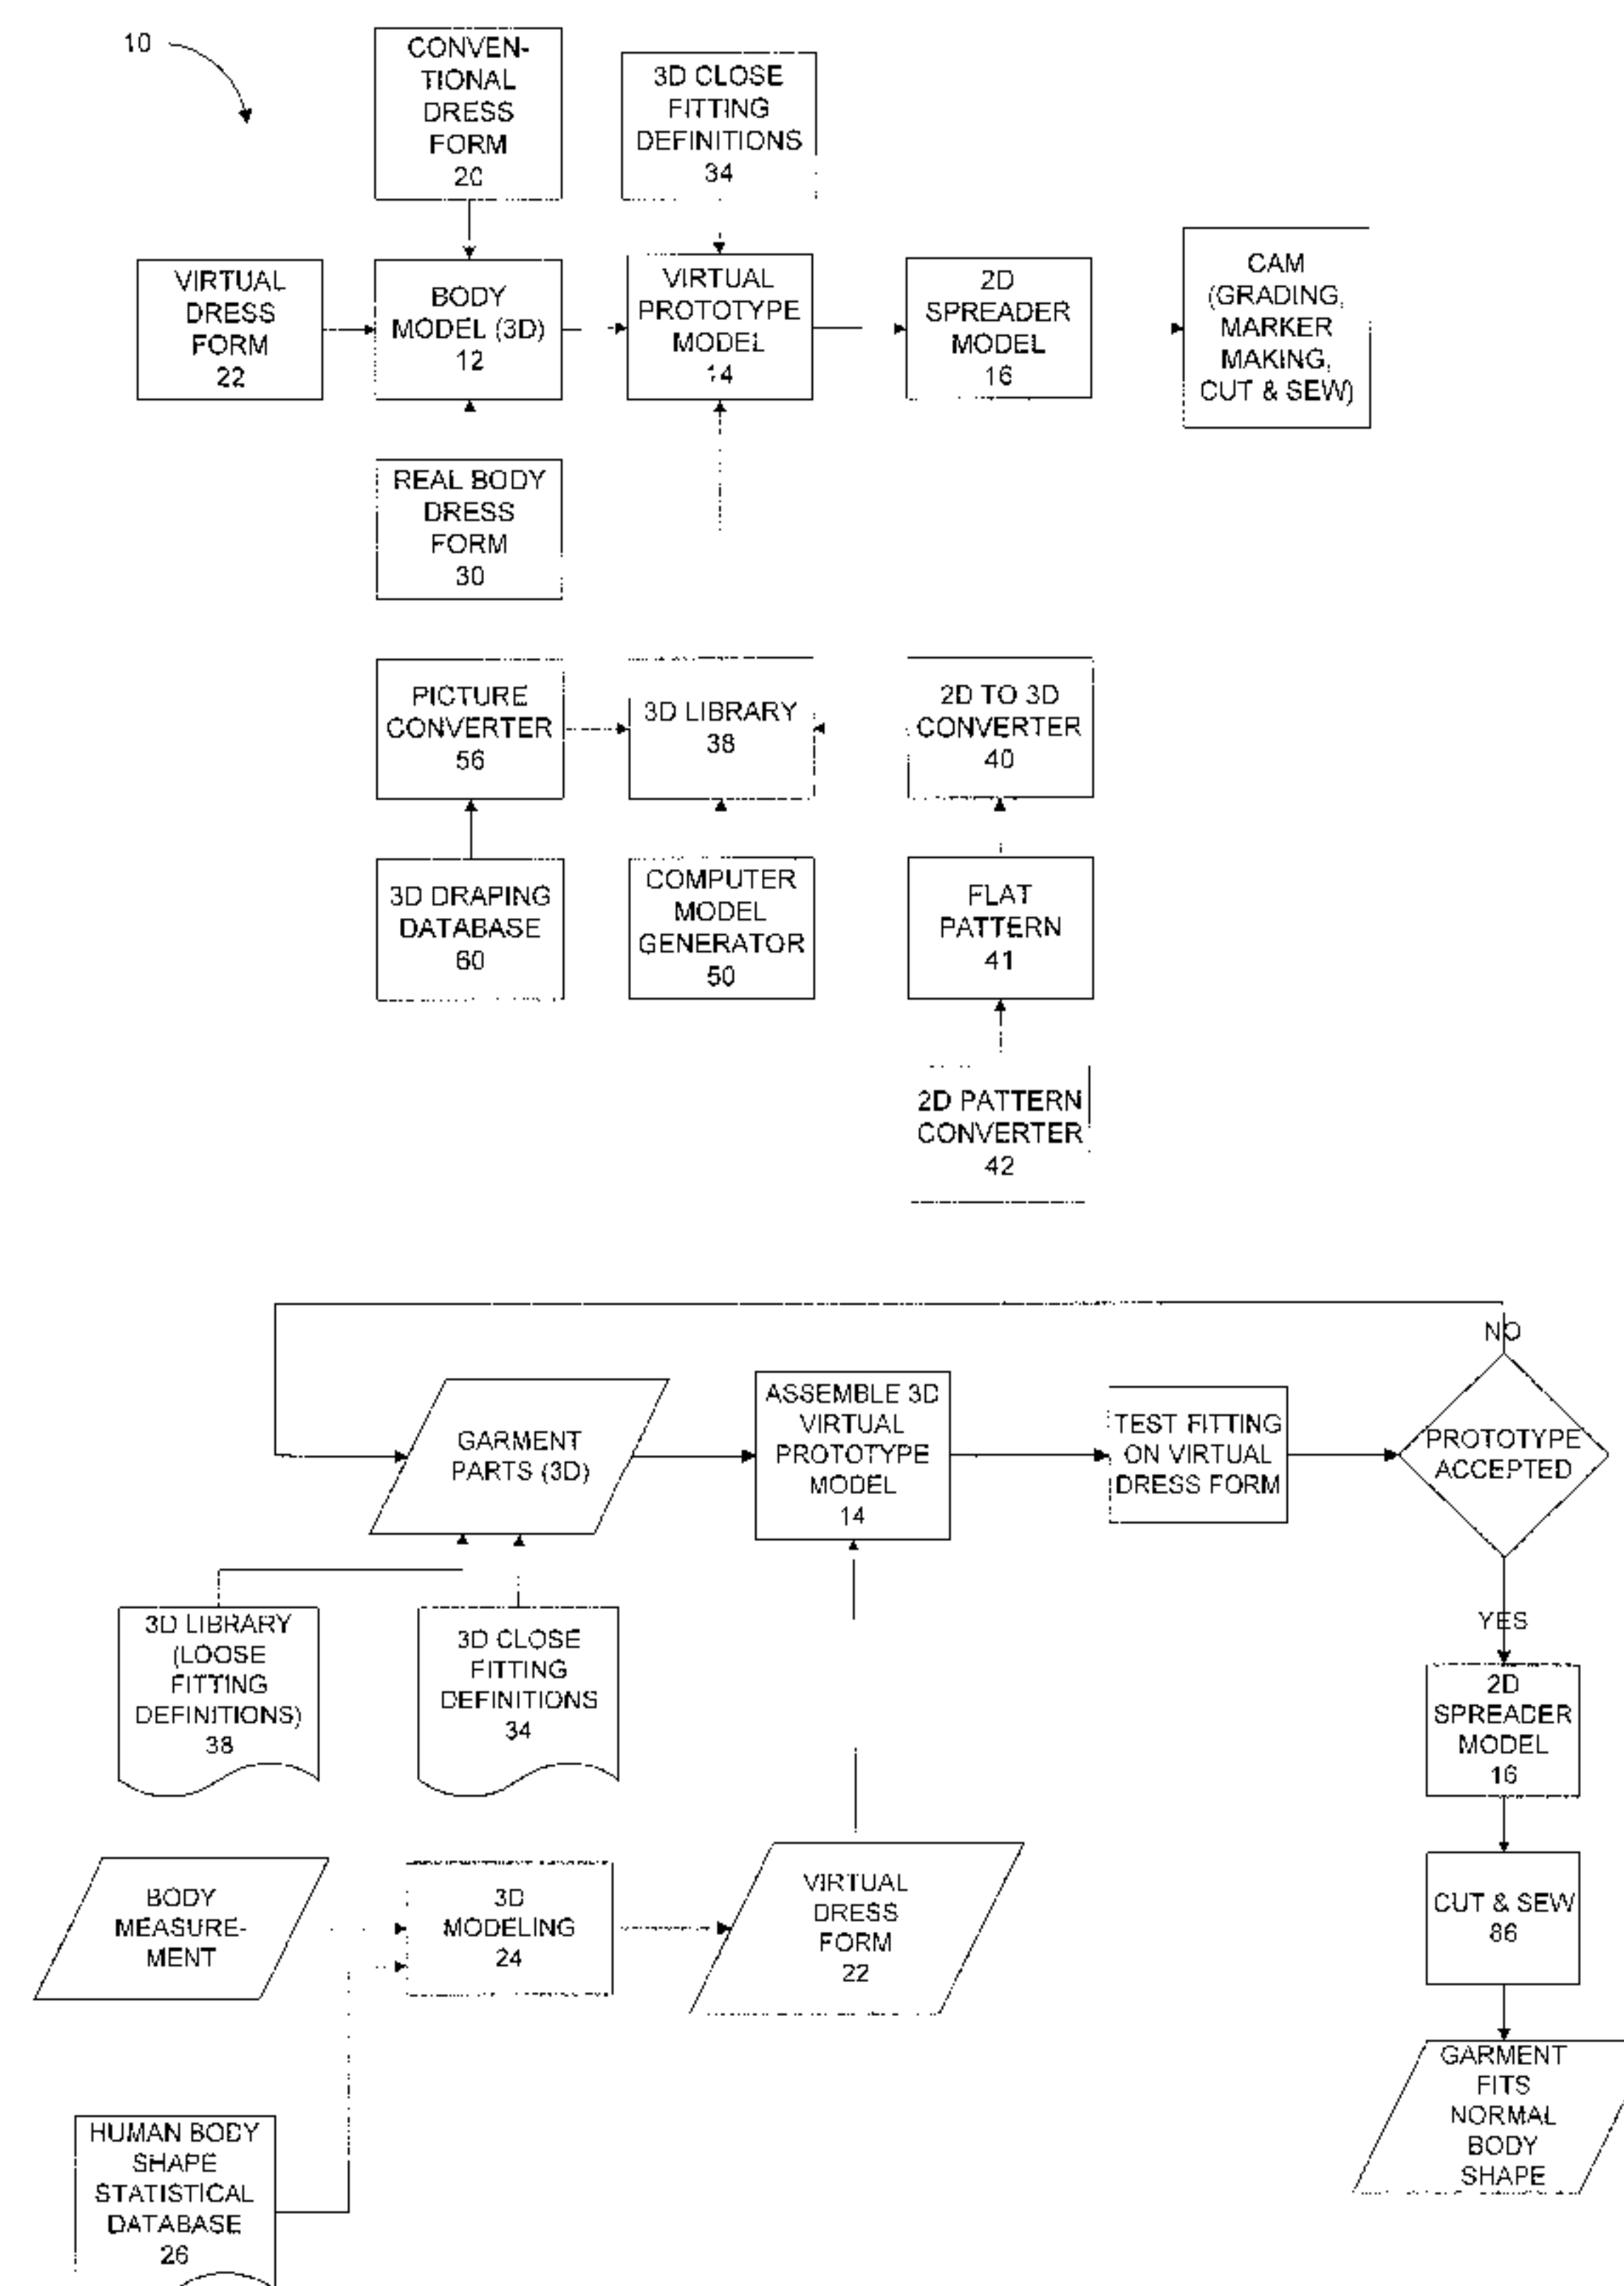 10
CONVEN-
TIONAL
DRESS
FORM
20
3D CLOSE
FITTING
DEFINITIONS
34
VIRTUAL
DRESS
FORM
22
BODY
MODEL (3D)
12
VIRTUAL
PROTOTYPE
MODEL
14
2D
SPREADER
MODEL
16
CAM
(GRADING,
MARKER
MAKING,
CUT & SEW)
REAL BODY
DRESS
FORM
30
PICTURE
CONVERTER
56
3D LIBRARY
38
2D TO 3D
CONVERTER
40
3D DRAPING
DATABASE
60
COMPUTER
MODEL
GENERATOR
50
FLAT
PATTERN
41
2D PATTERN
CONVERTER
42
NO
GARMENT
PARTS (3D)
ASSEMBLE 3D
VIRTUAL
PROTOTYPE
MODEL
14
TEST FITTING
ON VIRTUAL
DRESS FORM
PROTOTYPE
ACCEPTED
YES
3D LIBRARY
(LOOSE
FITTING
DEFINITIONS)
38
3D CLOSE
FITTING
DEFINITIONS
34
2D
SPREADER
MODEL
16
BODY
MEASURE-
MENT
3D
MODELING
24
VIRTUAL
DRESS
FORM
22
CUT & SEW
86
GARMENT
FITS
NORMAL
BODY
SHAPE
HUMAN BODY
SHAPE
STATISTICAL
DATABASE
26